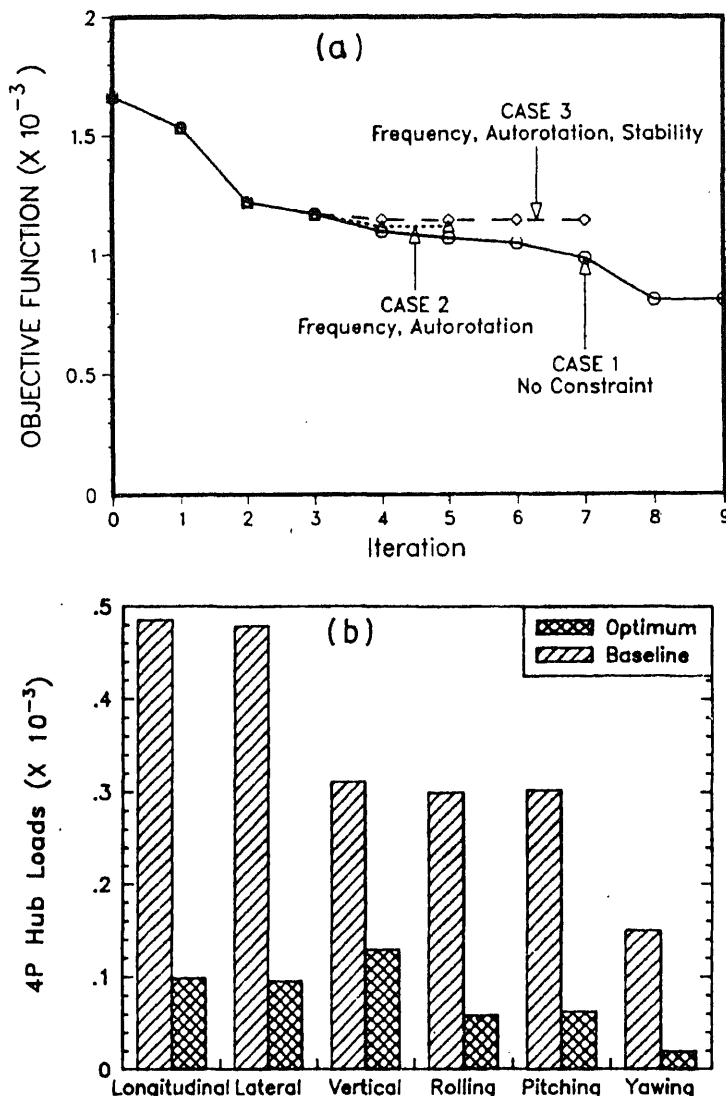 (a)
OBJECTIVE FUNCTION (X 10⁻³)
2
1.5
1
0.5
0
CASE 3
Frequency, Autorotation, Stability
CASE 2
Frequency, Autorotation
CASE 1
No Constraint
0 1 2 3 4 5 6 7 8 9
Iteration
(b)
4P Hub Loads (X 10⁻³)
.5
.4
.3
.2
.1
0
Optimum
Baseline
Longitudinal Lateral Vertical Rolling Pitching Yawing